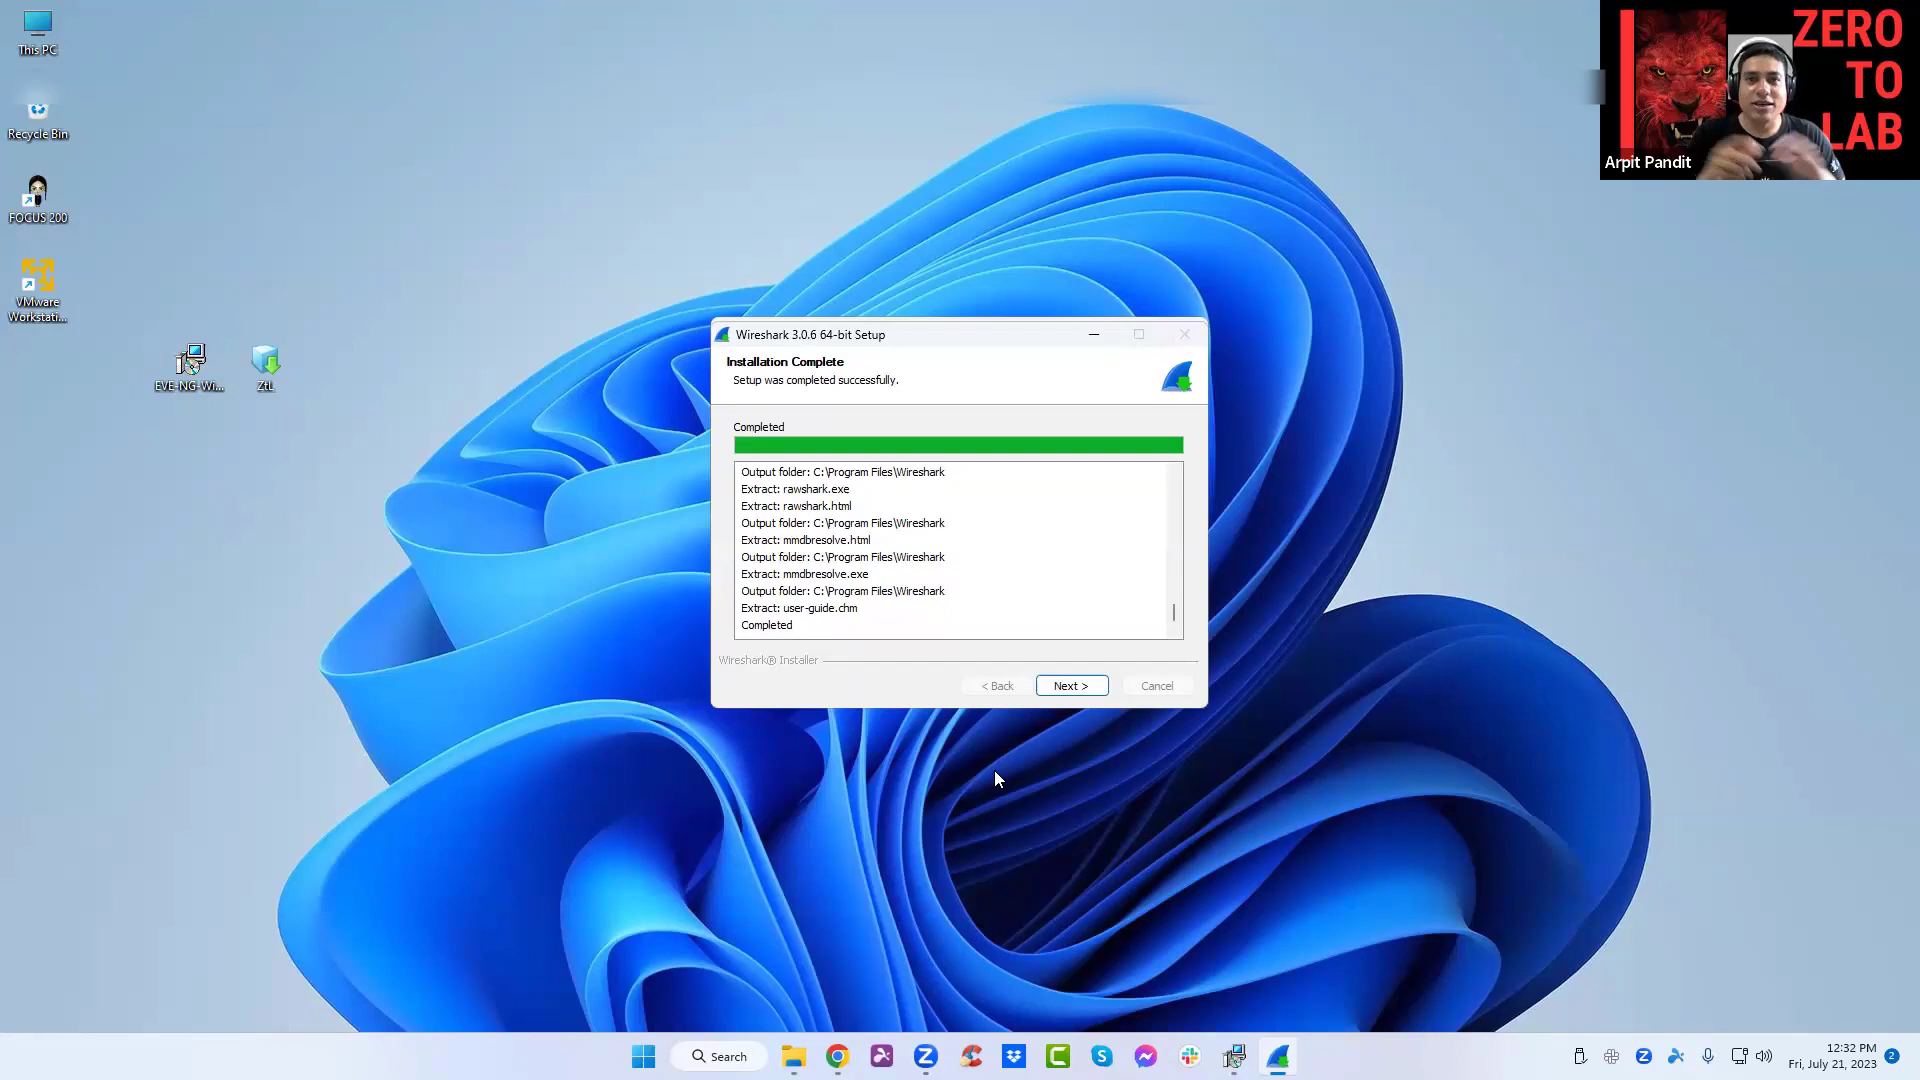 This PC
Recycle Bin
FOCUS 200
VMware
Workstati...
EVE-NG-Wi...
ZtL
ZERO
TO
LAB
Arpit Pandit
Wireshark 3.0.6 64-bit Setup
Installation Complete
Setup was completed successfully.
Completed
Output folder: C:\Program Files\Wireshark
Extract: rawshark.exe
Extract: rawshark.html
Output folder: C:\Program Files\Wireshark
Extract: mmdbresolve.html
Output folder: C:\Program Files\Wireshark
Extract: mmdbresolve.exe
Output folder: C:\Program Files\Wireshark
Extract: user-guide.chm
Completed
Wireshark® Installer
< Back
Next >
Cancel
Search
12:32 PM
Fri, July 21, 2023
2